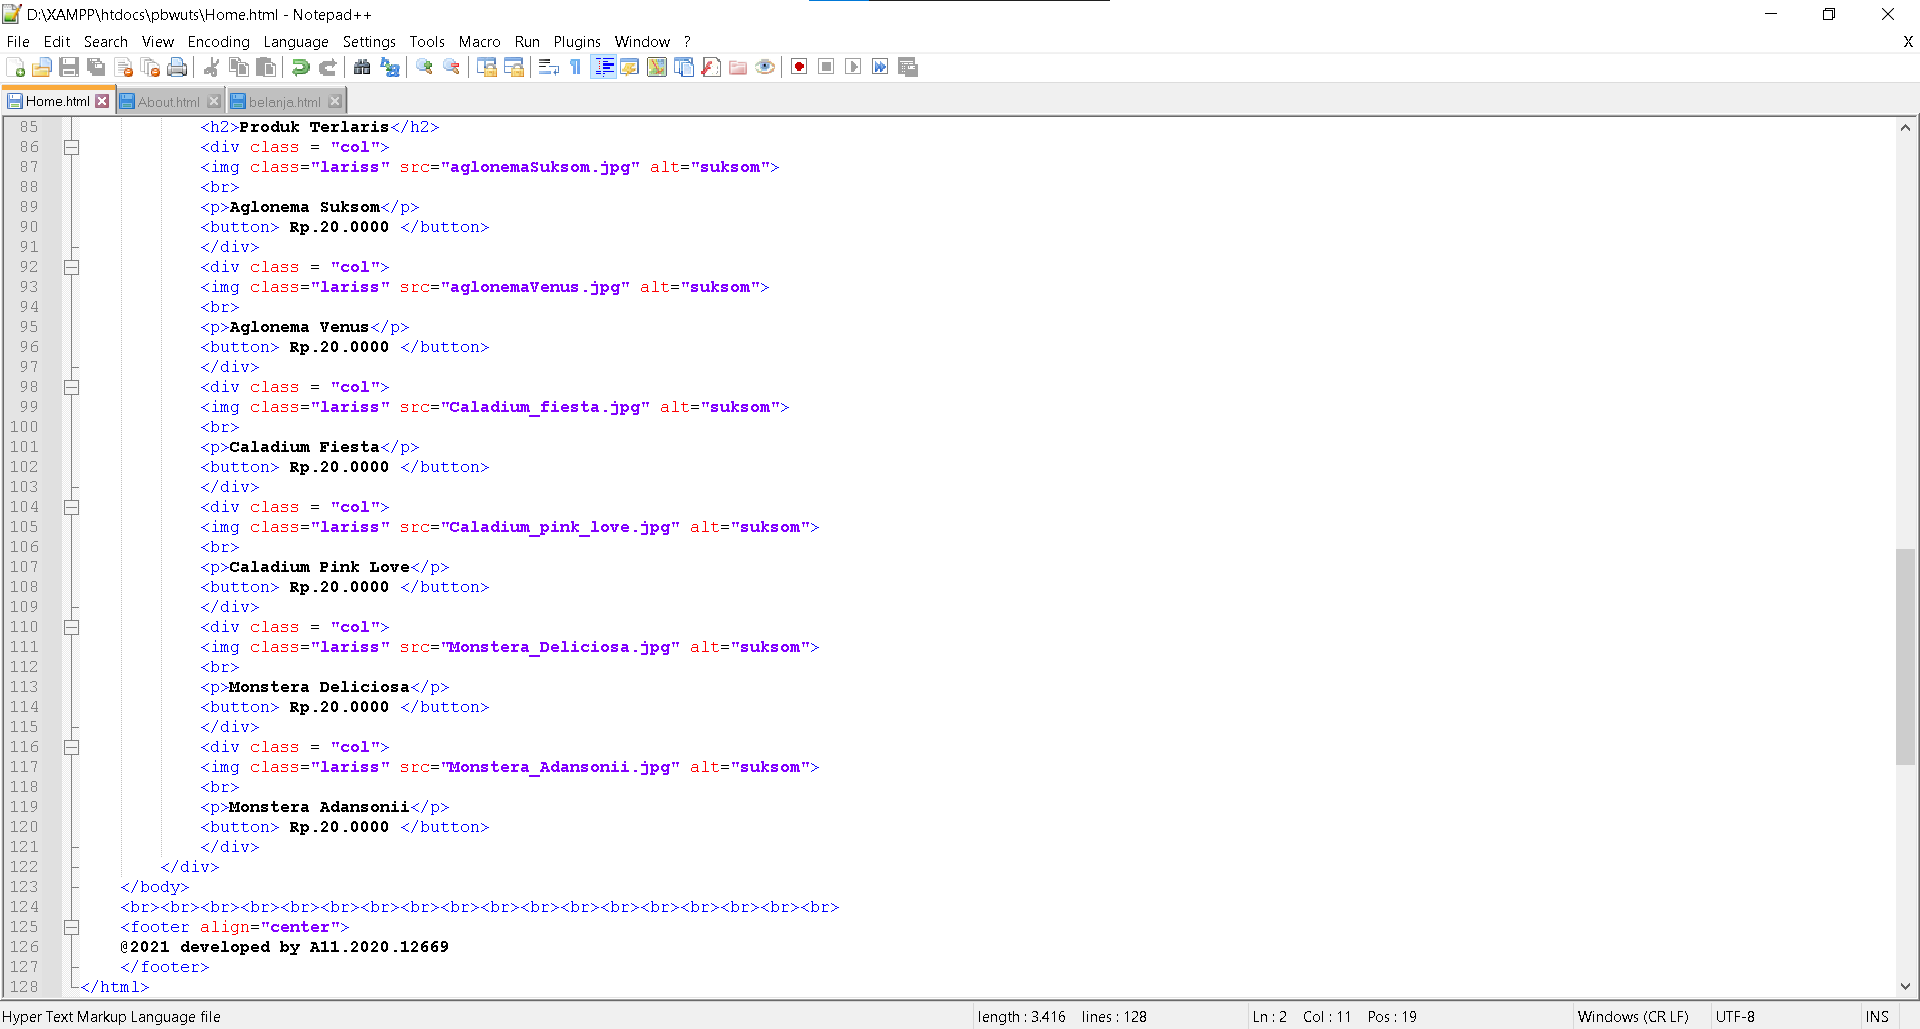 D:\XAMPP\htdocs\pbwuts\Home.html - Notepad++
File Edit Search View Encoding Language Settings Tools Macro Run Plugins Window ? X
Home.html About.html belanja.html
85 <h2>Produk Terlaris</h2>
86 <div class = "col">
87 <img class="lariss" src="aglonemaSuksom.jpg" alt="suksom">
88 <br>
89 <p>Aglonema Suksom</p>
90 <button> Rp.20.0000 </button>
91 </div>
92 <div class = "col">
93 <img class="lariss" src="aglonemaVenus.jpg" alt="suksom">
94 <br>
95 <p>Aglonema Venus</p>
96 <button> Rp.20.0000 </button>
97 </div>
98 <div class = "col">
99 <img class="lariss" src="Caladium_fiesta.jpg" alt="suksom">
100 <br>
101 <p>Caladium Fiesta</p>
102 <button> Rp.20.0000 </button>
103 </div>
104 <div class = "col">
105 <img class="lariss" src="Caladium_pink_love.jpg" alt="suksom">
106 <br>
107 <p>Caladium Pink Love</p>
108 <button> Rp.20.0000 </button>
109 </div>
110 <div class = "col">
111 <img class="lariss" src="Monstera_Deliciosa.jpg" alt="suksom">
112 <br>
113 <p>Monstera Deliciosa</p>
114 <button> Rp.20.0000 </button>
115 </div>
116 <div class = "col">
117 <img class="lariss" src="Monstera_Adansonii.jpg" alt="suksom">
118 <br>
119 <p>Monstera Adansonii</p>
120 <button> Rp.20.0000 </button>
121 </div>
122 </div>
123 </body>
124 <br><br><br><br><br><br><br><br><br><br><br><br><br><br><br><br><br><br>
125 <footer align="center">
126 @2021 developed by A11.2020.12669
127 </footer>
128 </html>
Hyper Text Markup Language file length : 3.416 lines : 128 Ln : 2 Col : 11 Pos : 19 Windows (CR LF) UTF-8 INS